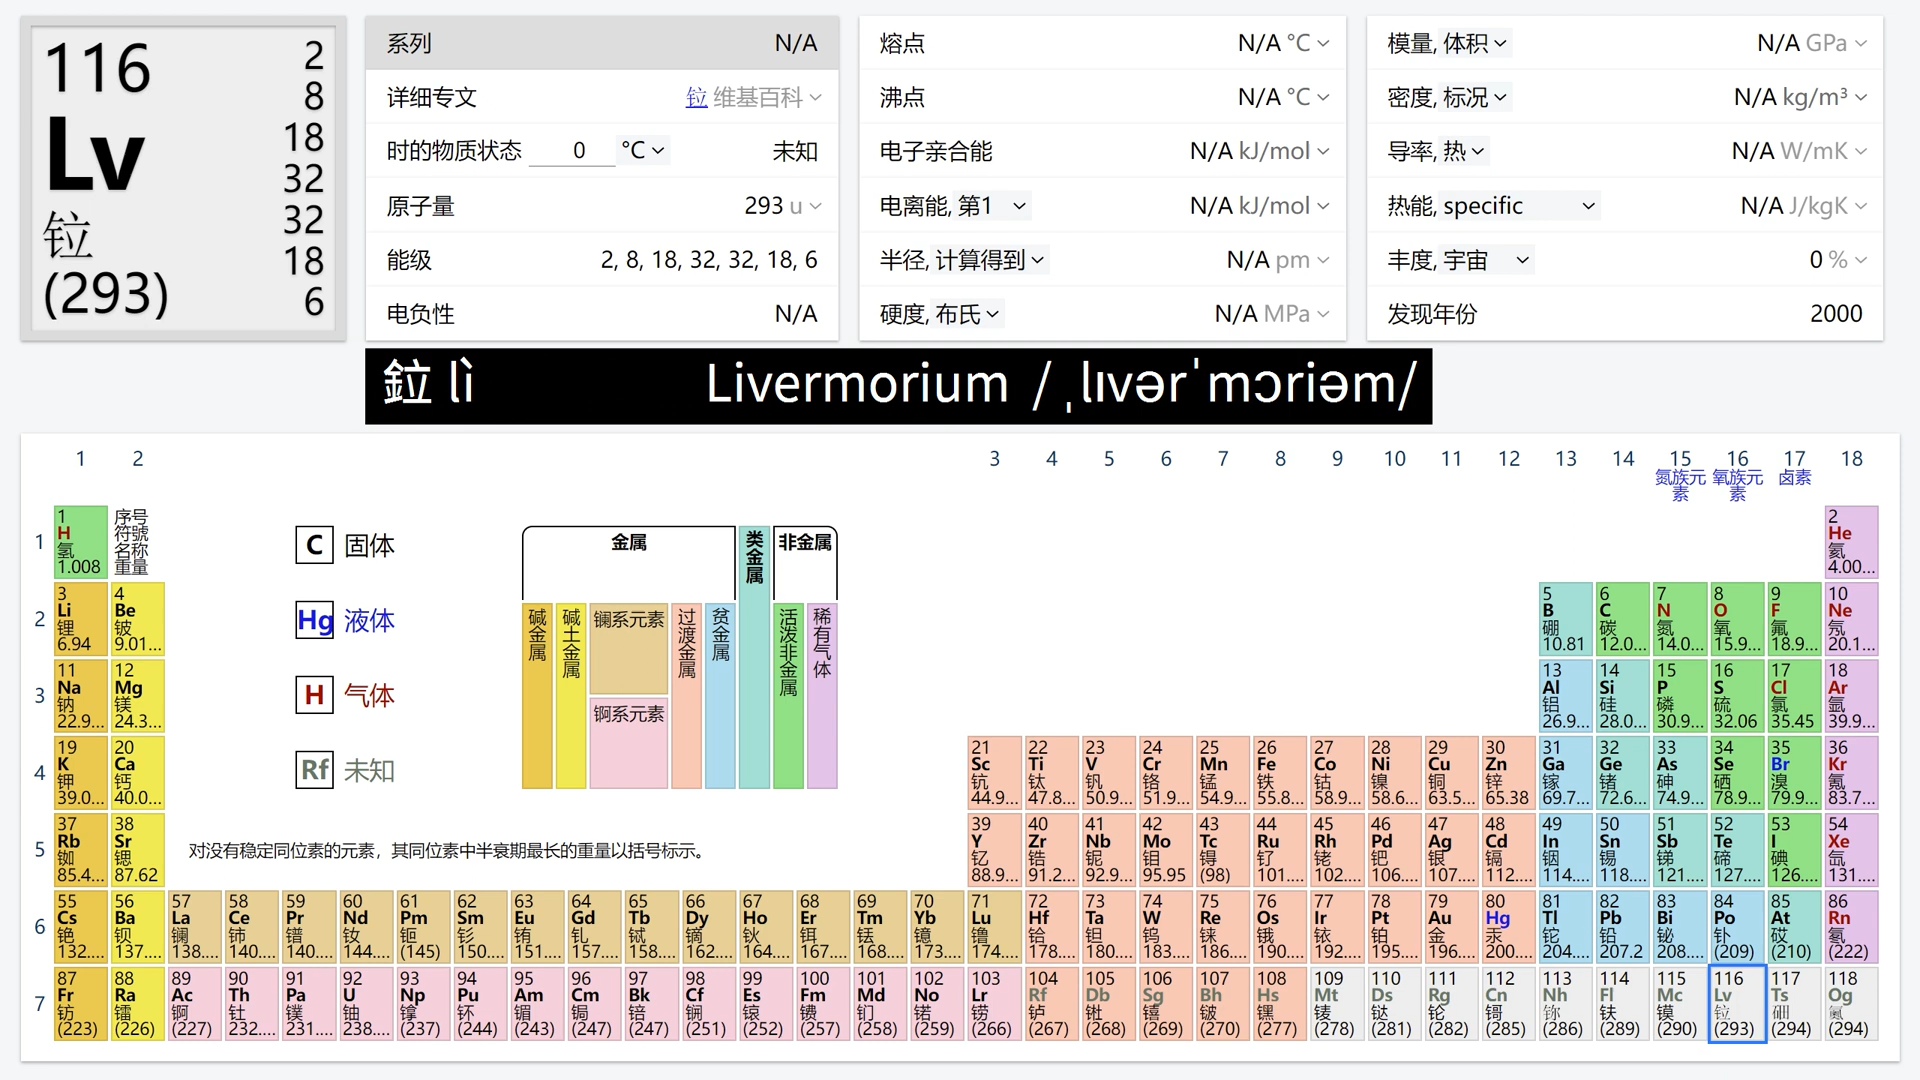 116
Lv
𫟷
(293)
2
8
18
32
32
18
6
系列 N/A
详细专文 𫟷 维基百科
时的物质状态 0 °C 未知
原子量 293 u
能级 2, 8, 18, 32, 32, 18, 6
电负性 N/A
熔点 N/A °C
沸点 N/A °C
电子亲合能 N/A kJ/mol
电离能, 第1 N/A kJ/mol
半径, 计算得到 N/A pm
硬度, 布氏 N/A MPa
模量, 体积 N/A GPa
密度, 标况 N/A kg/m³
导率, 热 N/A W/mK
热能, specific N/A J/kgK
丰度, 宇宙 0 %
发现年份 2000
鉝 lì Livermorium /ˌlɪvərˈmɔriəm/
1 2 3 4 5 6 7 8 9 10 11 12 13 14 15 16 17 18
氮族元素 氧族元素 卤素
1
1 H 氢 1.008
序号
符號
名称
重量
2 He 氦 4.00...
C 固体
Hg 液体
H 气体
Rf 未知
金属 类金属 非金属
碱金属 碱土金属 镧系元素 锕系元素 过渡金属 贫金属 活泼非金属 稀有气体
2
3 Li 锂 6.94
4 Be 铍 9.01...
5 B 硼 10.81
6 C 碳 12.0...
7 N 氮 14.0...
8 O 氧 15.9...
9 F 氟 18.9...
10 Ne 氖 20.1...
3
11 Na 钠 22.9...
12 Mg 镁 24.3...
13 Al 铝 26.9...
14 Si 硅 28.0...
15 P 磷 30.9...
16 S 硫 32.06
17 Cl 氯 35.45
18 Ar 氩 39.9...
4
19 K 钾 39.0...
20 Ca 钙 40.0...
21 Sc 钪 44.9...
22 Ti 钛 47.8...
23 V 钒 50.9...
24 Cr 铬 51.9...
25 Mn 锰 54.9...
26 Fe 铁 55.8...
27 Co 钴 58.9...
28 Ni 镍 58.6...
29 Cu 铜 63.5...
30 Zn 锌 65.38
31 Ga 镓 69.7...
32 Ge 锗 72.6...
33 As 砷 74.9...
34 Se 硒 78.9...
35 Br 溴 79.9...
36 Kr 氪 83.7...
5
37 Rb 铷 85.4...
38 Sr 锶 87.62
对没有稳定同位素的元素，其同位素中半衰期最长的重量以括号标示。
39 Y 钇 88.9...
40 Zr 锆 91.2...
41 Nb 铌 92.9...
42 Mo 钼 95.95
43 Tc 锝 (98)
44 Ru 钌 101....
45 Rh 铑 102....
46 Pd 钯 106....
47 Ag 银 107....
48 Cd 镉 112....
49 In 铟 114....
50 Sn 锡 118....
51 Sb 锑 121....
52 Te 碲 127....
53 I 碘 126....
54 Xe 氙 131....
6
55 Cs 铯 132....
56 Ba 钡 137....
57 La 镧 138....
58 Ce 铈 140....
59 Pr 镨 140....
60 Nd 钕 144....
61 Pm 钷 (145)
62 Sm 钐 150....
63 Eu 铕 151....
64 Gd 钆 157....
65 Tb 铽 158....
66 Dy 镝 162....
67 Ho 钬 164....
68 Er 铒 167....
69 Tm 铥 168....
70 Yb 镱 173....
71 Lu 镥 174....
72 Hf 铪 178....
73 Ta 钽 180....
74 W 钨 183....
75 Re 铼 186....
76 Os 锇 190....
77 Ir 铱 192....
78 Pt 铂 195....
79 Au 金 196....
80 Hg 汞 200....
81 Tl 铊 204....
82 Pb 铅 207.2
83 Bi 铋 208....
84 Po 钋 (209)
85 At 砹 (210)
86 Rn 氡 (222)
7
87 Fr 钫 (223)
88 Ra 镭 (226)
89 Ac 锕 (227)
90 Th 钍 232....
91 Pa 镤 231....
92 U 铀 238....
93 Np 镎 (237)
94 Pu 钚 (244)
95 Am 镅 (243)
96 Cm 锔 (247)
97 Bk 锫 (247)
98 Cf 锎 (251)
99 Es 锿 (252)
100 Fm 镄 (257)
101 Md 钔 (258)
102 No 锘 (259)
103 Lr 铹 (266)
104 Rf 𬬻 (267)
105 Db 𬭊 (268)
106 Sg 𬭳 (269)
107 Bh 𬭛 (270)
108 Hs 𬭶 (277)
109 Mt 鿏 (278)
110 Ds 𫟼 (281)
111 Rg 𬬭 (282)
112 Cn 鿔 (285)
113 Nh 鿭 (286)
114 Fl 𫓧 (289)
115 Mc 镆 (290)
116 Lv 𫟷 (293)
117 Ts 鿬 (294)
118 Og 鿫 (294)